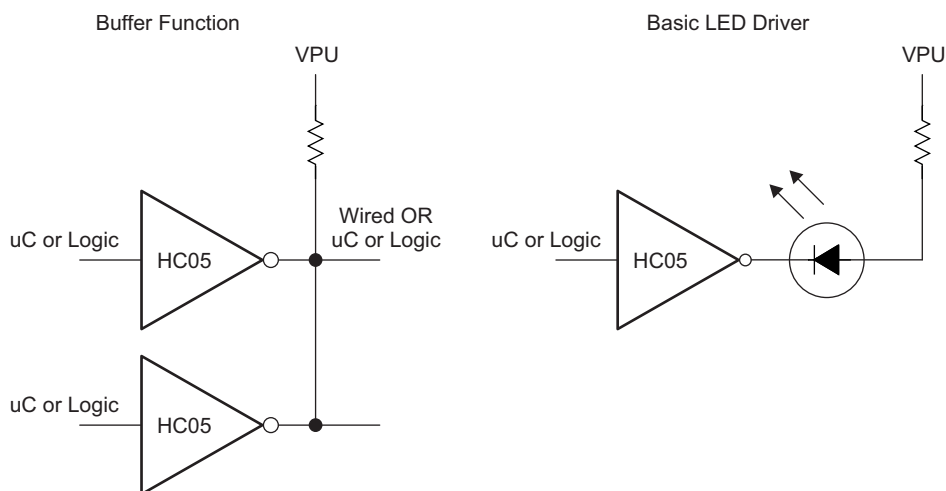 Buffer Function
VPU
uC or Logic
HC05
Wired OR
uC or Logic
uC or Logic
HC05
Basic LED Driver
VPU
uC or Logic
HC05